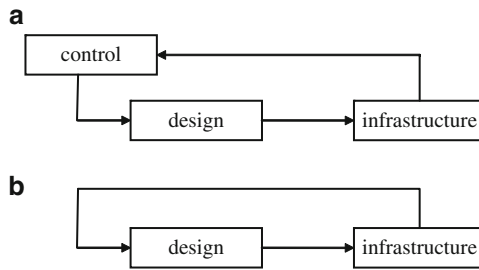 a
control
design
infrastructure
b
design
infrastructure